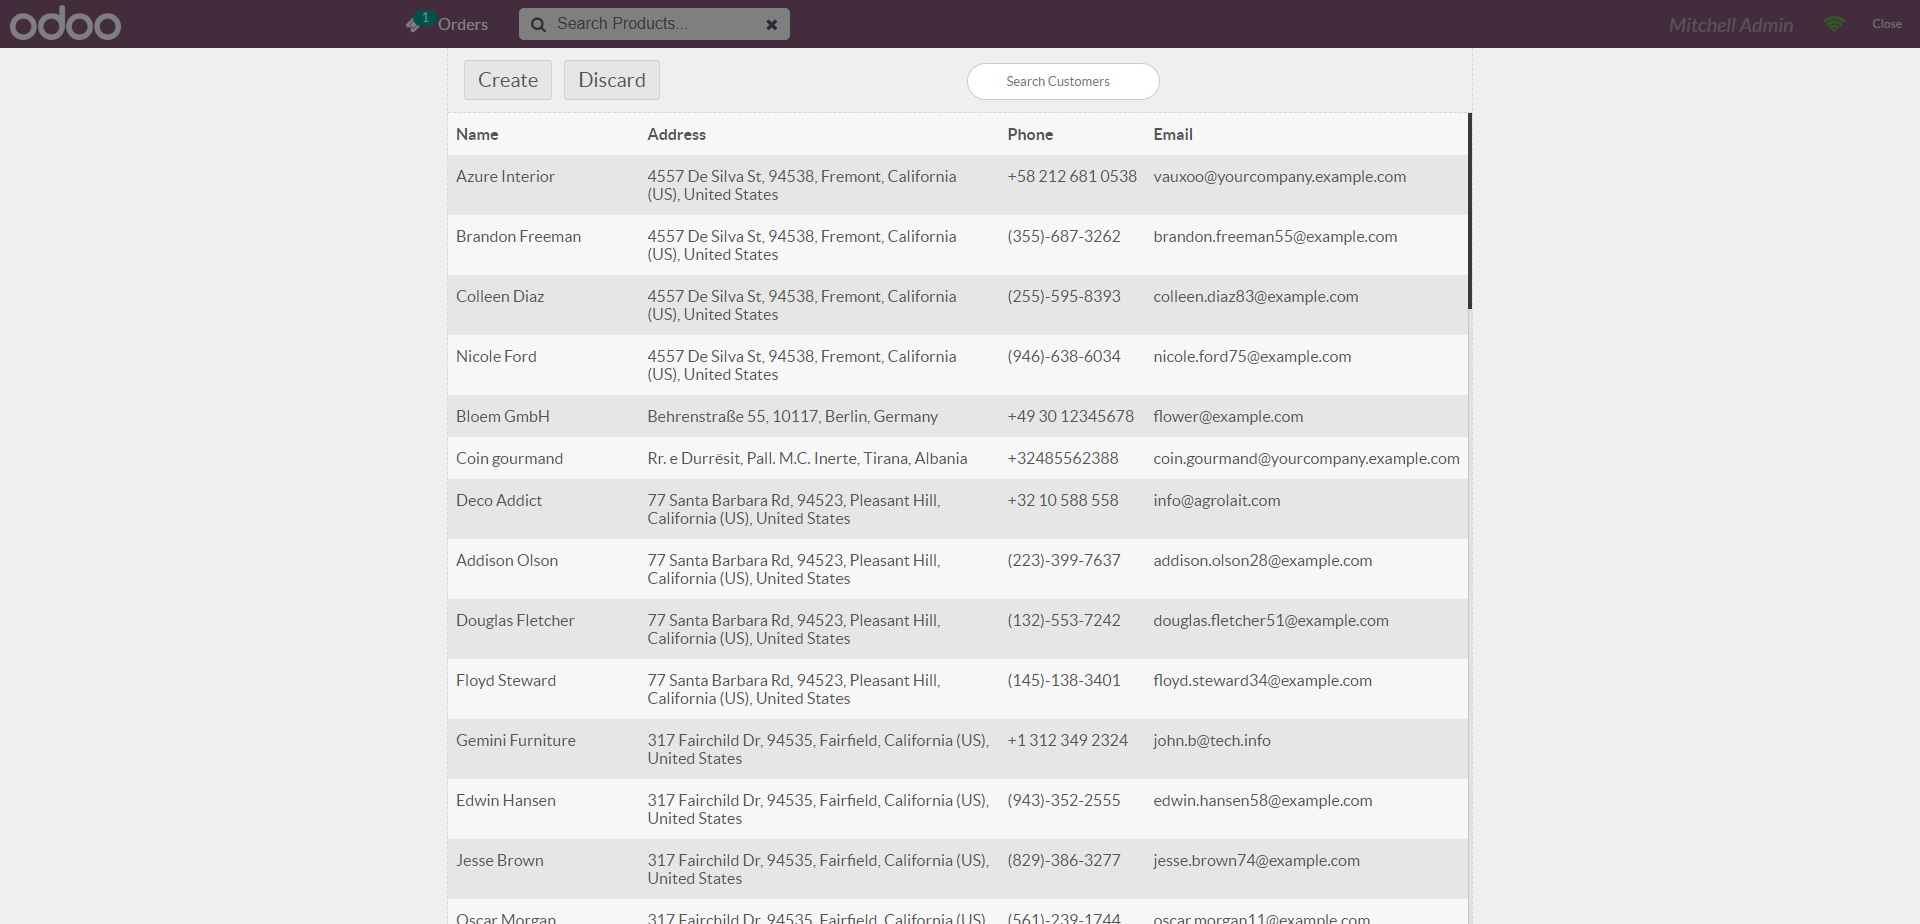 odoo 1 Orders Search Products... Mitchell Admin Close
Create Discard Search Customers
Name Address Phone Email
Azure Interior 4557 De Silva St, 94538, Fremont, California +58 212 681 0538 vauxoo@yourcompany.example.com
(US), United States
Brandon Freeman 4557 De Silva St, 94538, Fremont, California (355)-687-3262 brandon.freeman55@example.com
(US), United States
Colleen Diaz 4557 De Silva St, 94538, Fremont, California (255)-595-8393 colleen.diaz83@example.com
(US), United States
Nicole Ford 4557 De Silva St, 94538, Fremont, California (946)-638-6034 nicole.ford75@example.com
(US), United States
Bloem GmbH Behrenstraße 55, 10117, Berlin, Germany +49 30 12345678 flower@example.com
Coin gourmand Rr. e Durrësit, Pall. M.C. Inerte, Tirana, Albania +32485562388 coin.gourmand@yourcompany.example.com
Deco Addict 77 Santa Barbara Rd, 94523, Pleasant Hill, +32 10 588 558 info@agrolait.com
California (US), United States
Addison Olson 77 Santa Barbara Rd, 94523, Pleasant Hill, (223)-399-7637 addison.olson28@example.com
California (US), United States
Douglas Fletcher 77 Santa Barbara Rd, 94523, Pleasant Hill, (132)-553-7242 douglas.fletcher51@example.com
California (US), United States
Floyd Steward 77 Santa Barbara Rd, 94523, Pleasant Hill, (145)-138-3401 floyd.steward34@example.com
California (US), United States
Gemini Furniture 317 Fairchild Dr, 94535, Fairfield, California (US), +1 312 349 2324 john.b@tech.info
United States
Edwin Hansen 317 Fairchild Dr, 94535, Fairfield, California (US), (943)-352-2555 edwin.hansen58@example.com
United States
Jesse Brown 317 Fairchild Dr, 94535, Fairfield, California (US), (829)-386-3277 jesse.brown74@example.com
United States
Oscar Morgan 317 Fairchild Dr, 94535, Fairfield, California (US), (561)-239-1744 oscar.morgan11@example.com